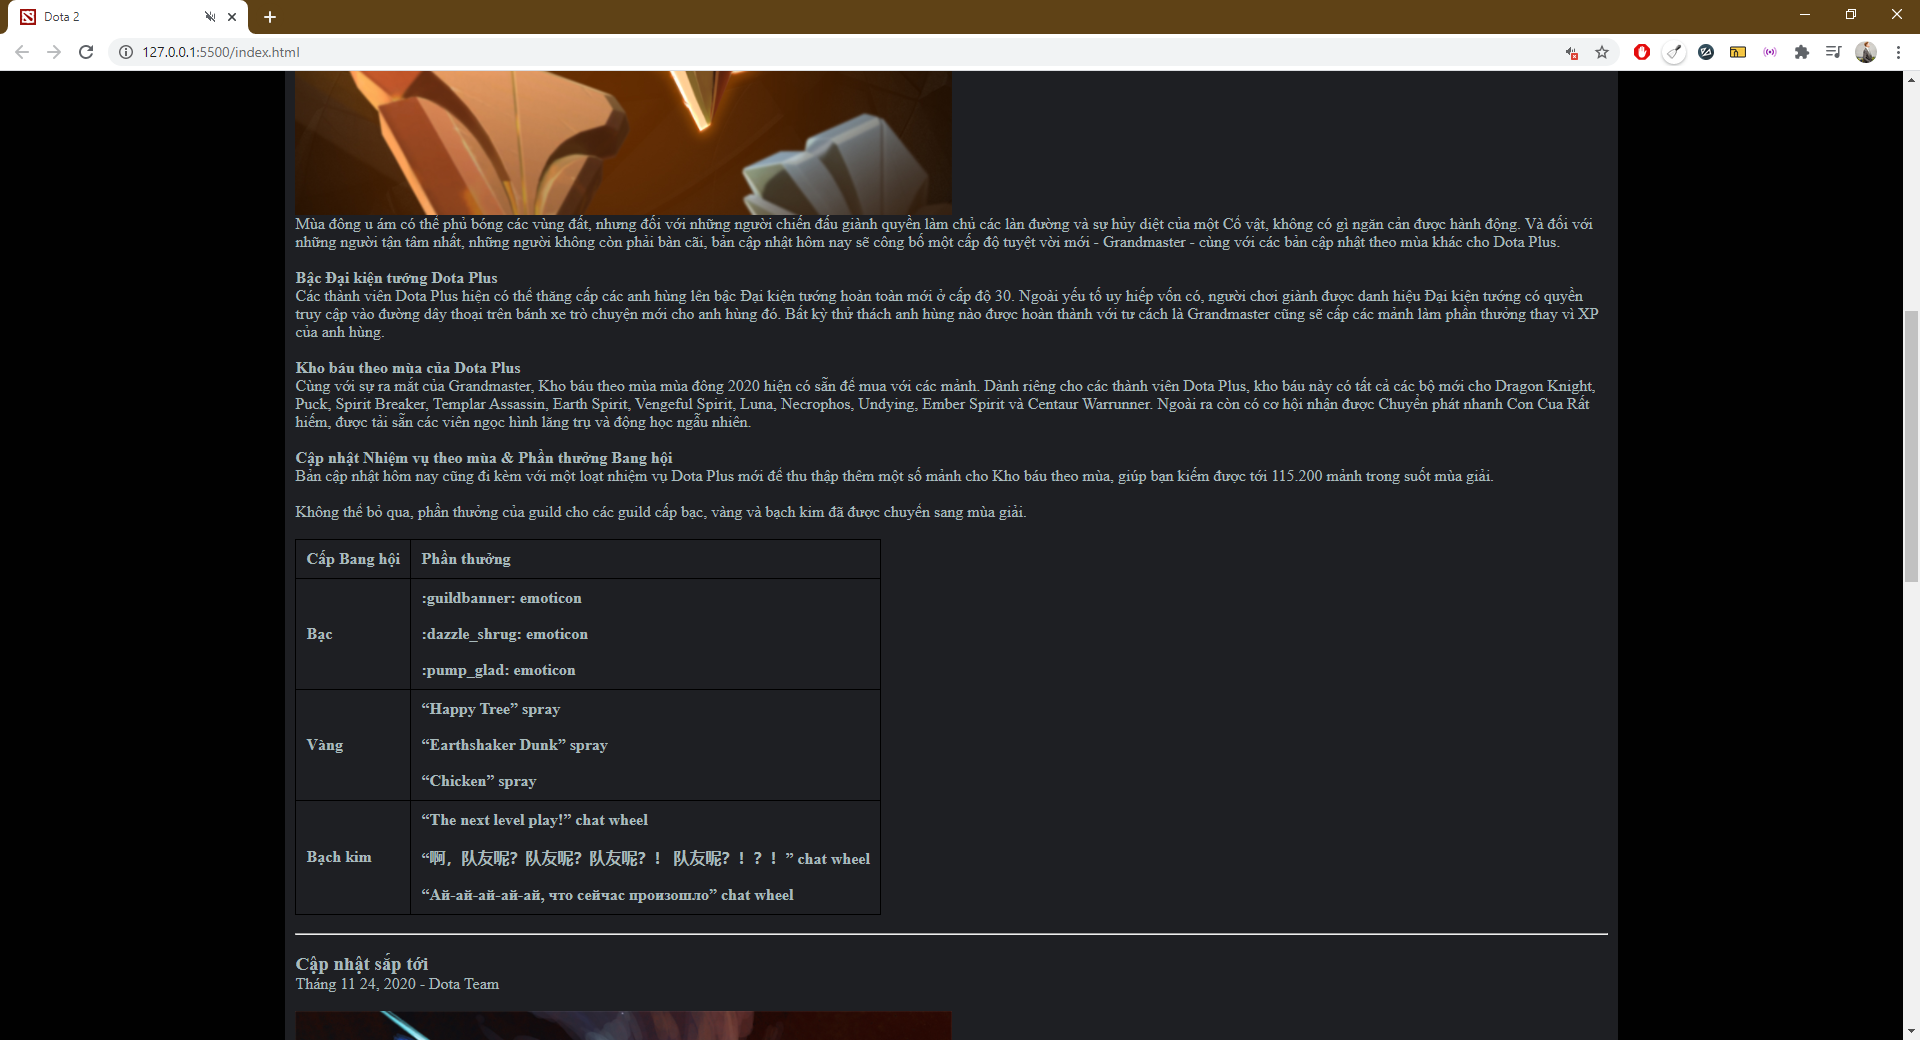 Dota 2
127.0.0.1:5500/index.html
Mùa đông u ám có thể phủ bóng các vùng đất, nhưng đối với những người chiến đấu giành quyền làm chủ các làn đường và sự hủy diệt của một Cổ vật, không có gì ngăn cản được hành động. Và đối với
những người tận tâm nhất, những người không còn phải bàn cãi, bản cập nhật hôm nay sẽ công bố một cấp độ tuyệt vời mới - Grandmaster - cùng với các bản cập nhật theo mùa khác cho Dota Plus.
Bậc Đại kiện tướng Dota Plus
Các thành viên Dota Plus hiện có thể thăng cấp các anh hùng lên bậc Đại kiện tướng hoàn toàn mới ở cấp độ 30. Ngoài yếu tố uy hiếp vốn có, người chơi giành được danh hiệu Đại kiện tướng có quyền
truy cập vào đường dây thoại trên bánh xe trò chuyện mới cho anh hùng đó. Bất kỳ thử thách anh hùng nào được hoàn thành với tư cách là Grandmaster cũng sẽ cấp các mảnh làm phần thưởng thay vì XP
của anh hùng.
Kho báu theo mùa của Dota Plus
Cùng với sự ra mắt của Grandmaster, Kho báu theo mùa mùa đông 2020 hiện có sẵn để mua với các mảnh. Dành riêng cho các thành viên Dota Plus, kho báu này có tất cả các bộ mới cho Dragon Knight,
Puck, Spirit Breaker, Templar Assassin, Earth Spirit, Vengeful Spirit, Luna, Necrophos, Undying, Ember Spirit và Centaur Warrunner. Ngoài ra còn có cơ hội nhận được Chuyển phát nhanh Con Cua Rất
hiếm, được tải sẵn các viên ngọc hình lăng trụ và động học ngẫu nhiên.
Cập nhật Nhiệm vụ theo mùa & Phần thưởng Bang hội
Bản cập nhật hôm nay cũng đi kèm với một loạt nhiệm vụ Dota Plus mới để thu thập thêm một số mảnh cho Kho báu theo mùa, giúp bạn kiếm được tới 115.200 mảnh trong suốt mùa giải.
Không thể bỏ qua, phần thưởng của guild cho các guild cấp bạc, vàng và bạch kim đã được chuyển sang mùa giải.
Cấp Bang hội Phần thưởng
:guildbanner: emoticon
Bạc :dazzle_shrug: emoticon
:pump_glad: emoticon
“Happy Tree” spray
Vàng “Earthshaker Dunk” spray
“Chicken” spray
“The next level play!” chat wheel
Bạch kim “啊，队友呢？队友呢？队友呢？！ 队友呢？！？！” chat wheel
“Ай-ай-ай-ай-ай, что сейчас произошло” chat wheel
Cập nhật sắp tới
Tháng 11 24, 2020 - Dota Team